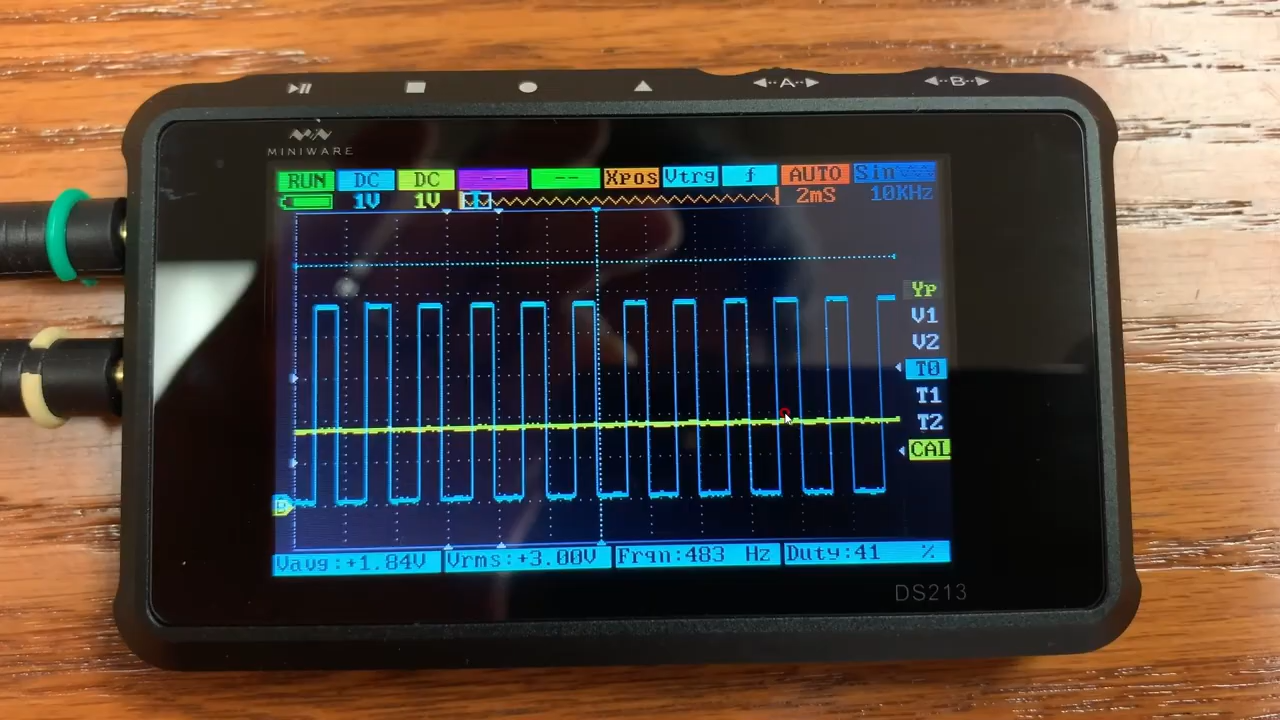 A B
MINIWARE
RUN DC DC -- -- Xpos Vtrg f AUTO Sin
1V 1V 2mS 10KHz
Yp
V1
V2
T0
T1
T2
CAL
Vavg:+1.84V Vrms:+3.00V Frqn:483 Hz Duty:41 %
DS213